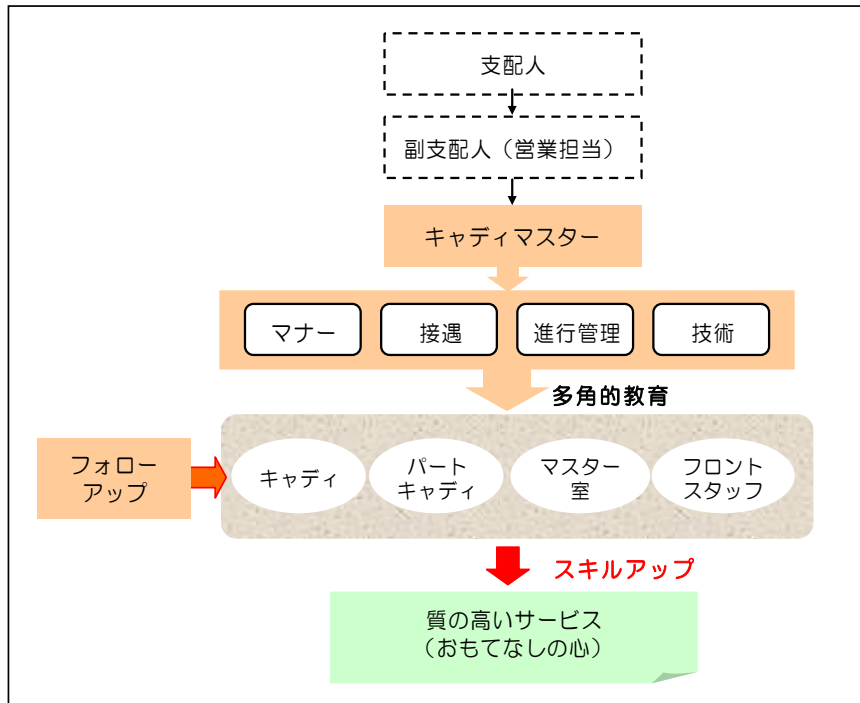 支配人
副支配人（営業担当）
キャディマスター
マナー
接遇
進行管理
技術
多角的教育
フォロー
アップ
キャディ
パート
キャディ
マスター
室
フロント
スタッフ
スキルアップ
質の高いサービス
（おもてなしの心）